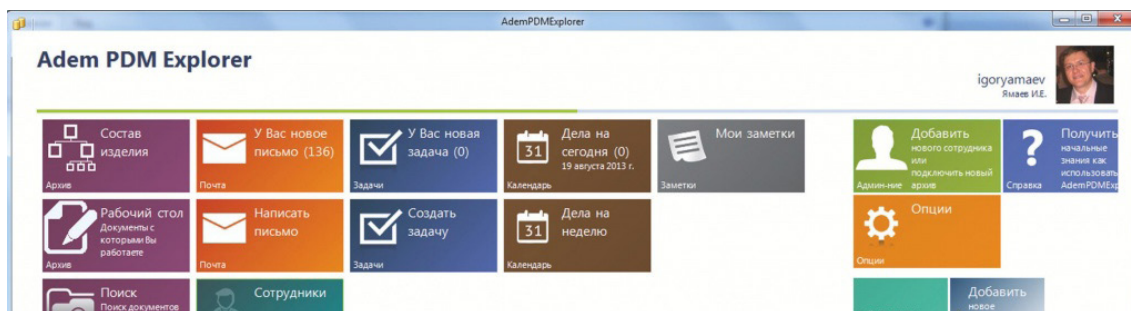 AdemPDMExplorer
Adem PDM Explorer
igoryamaev
Ямаев И.Е.
Состав
изделия
Архив
У Вас новое
письмо (136)
Почта
У Вас новая
задача (0)
Задачи
31
Дела на
сегодня (0)
19 августа 2013 г.
Календарь
Мои заметки
Заметки
Добавить
нового сотрудника
или
подключить новый
архив
Админ-ние
?
Получить
начальные
знания как
использовать
AdemPDMExp
Справка
Рабочий стол
Документы с
которыми Вы
работаете
Архив
Написать
письмо
Почта
Создать
задачу
Задачи
31
Дела на
неделю
Календарь
Опции
Опции
Поиск
Поиск документов
Сотрудники
Добавить
новое